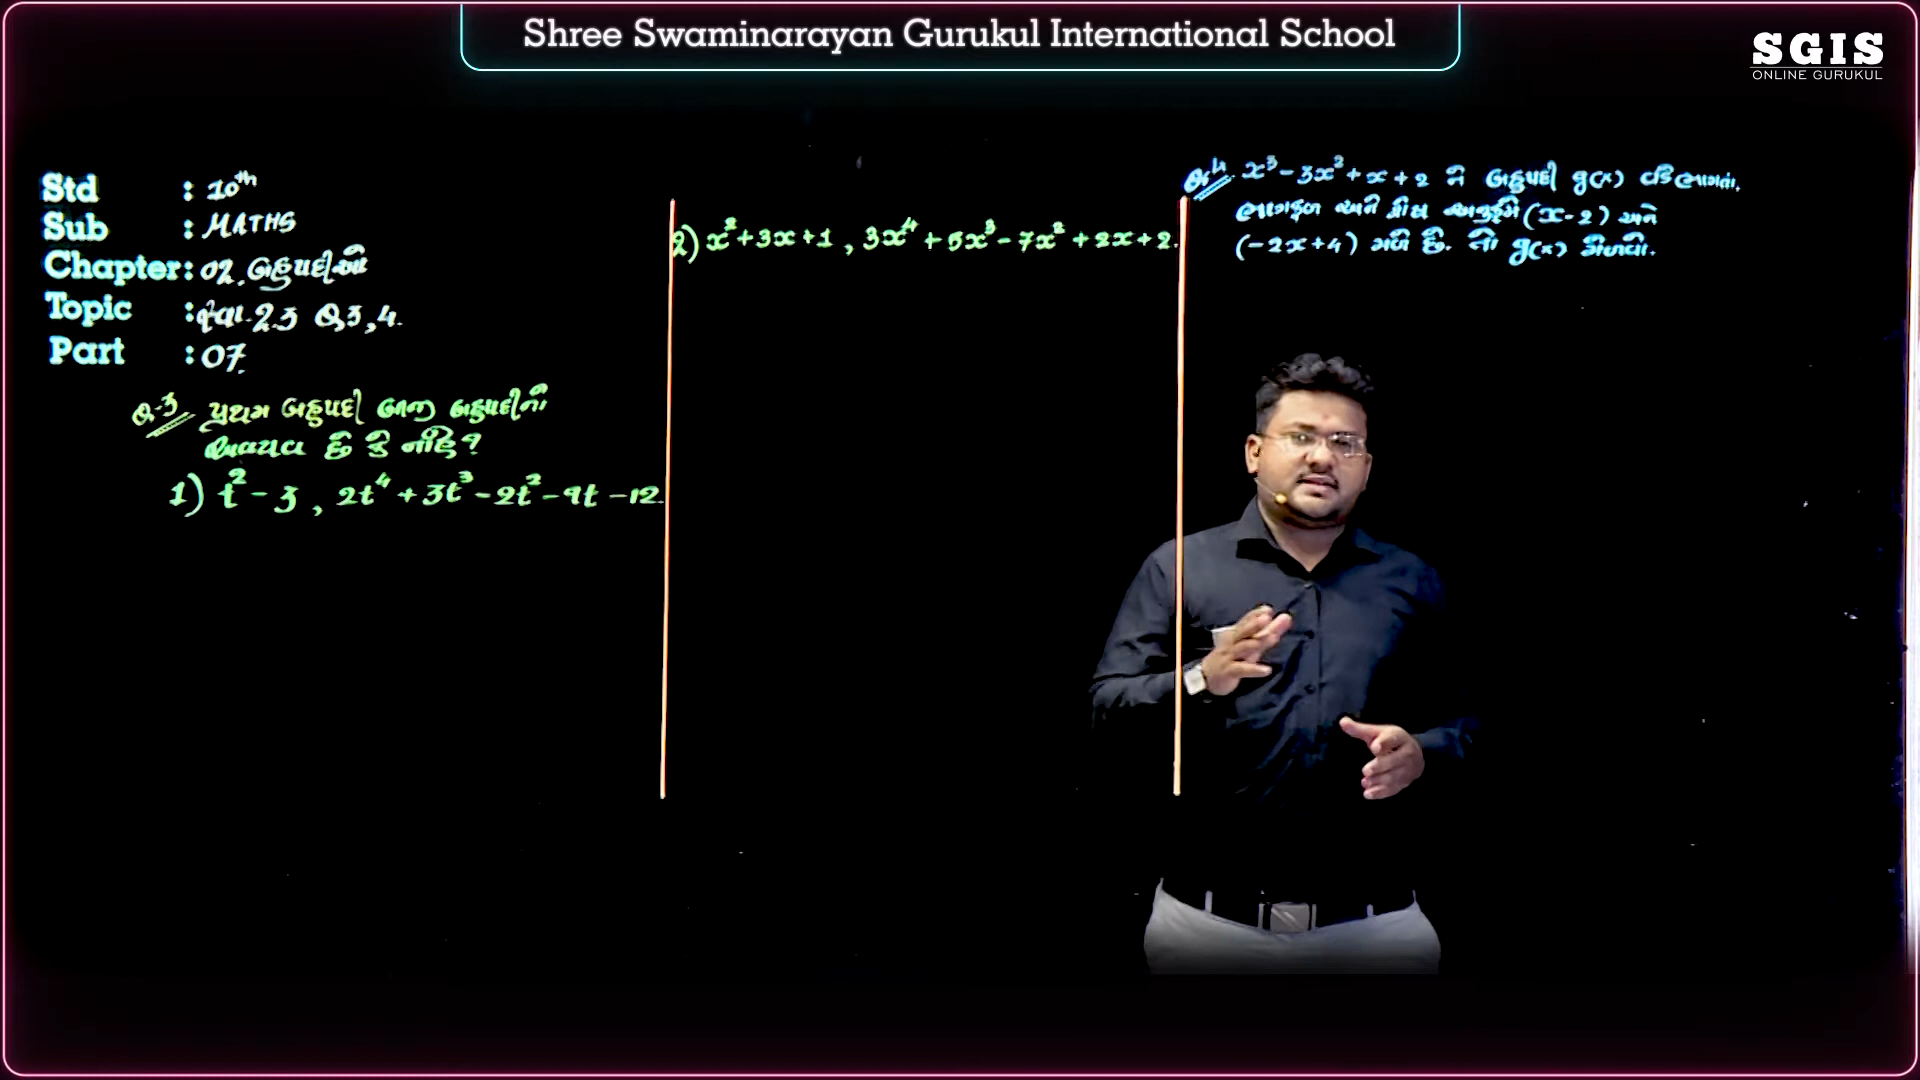 Shree Swaminarayan Gurukul International School
SGIS
ONLINE GURUKUL
Std : 10th
Sub : MATHS
Chapter : 02. બહુપદીઓ
Topic : સ્વા. 2.3 Q,3,4.
Part : 07.
Q-3 પ્રથમ બહુપદી બીજી બહુપદીનો
અવયવ છે કે નહિ?
1) t² - 3 , 2t⁴ + 3t³ - 2t² - 9t - 12.
2) x² + 3x + 1 , 3x⁴ + 5x³ - 7x² + 2x + 2.
Q.4. x³ - 3x² + x + 2 ને બહુપદી g(x) વડે ભાગતાં,
ભાગફળ અને શેષ અનુક્રમે (x - 2) અને
(-2x + 4) મળે છે. તો g(x) મેળવો.